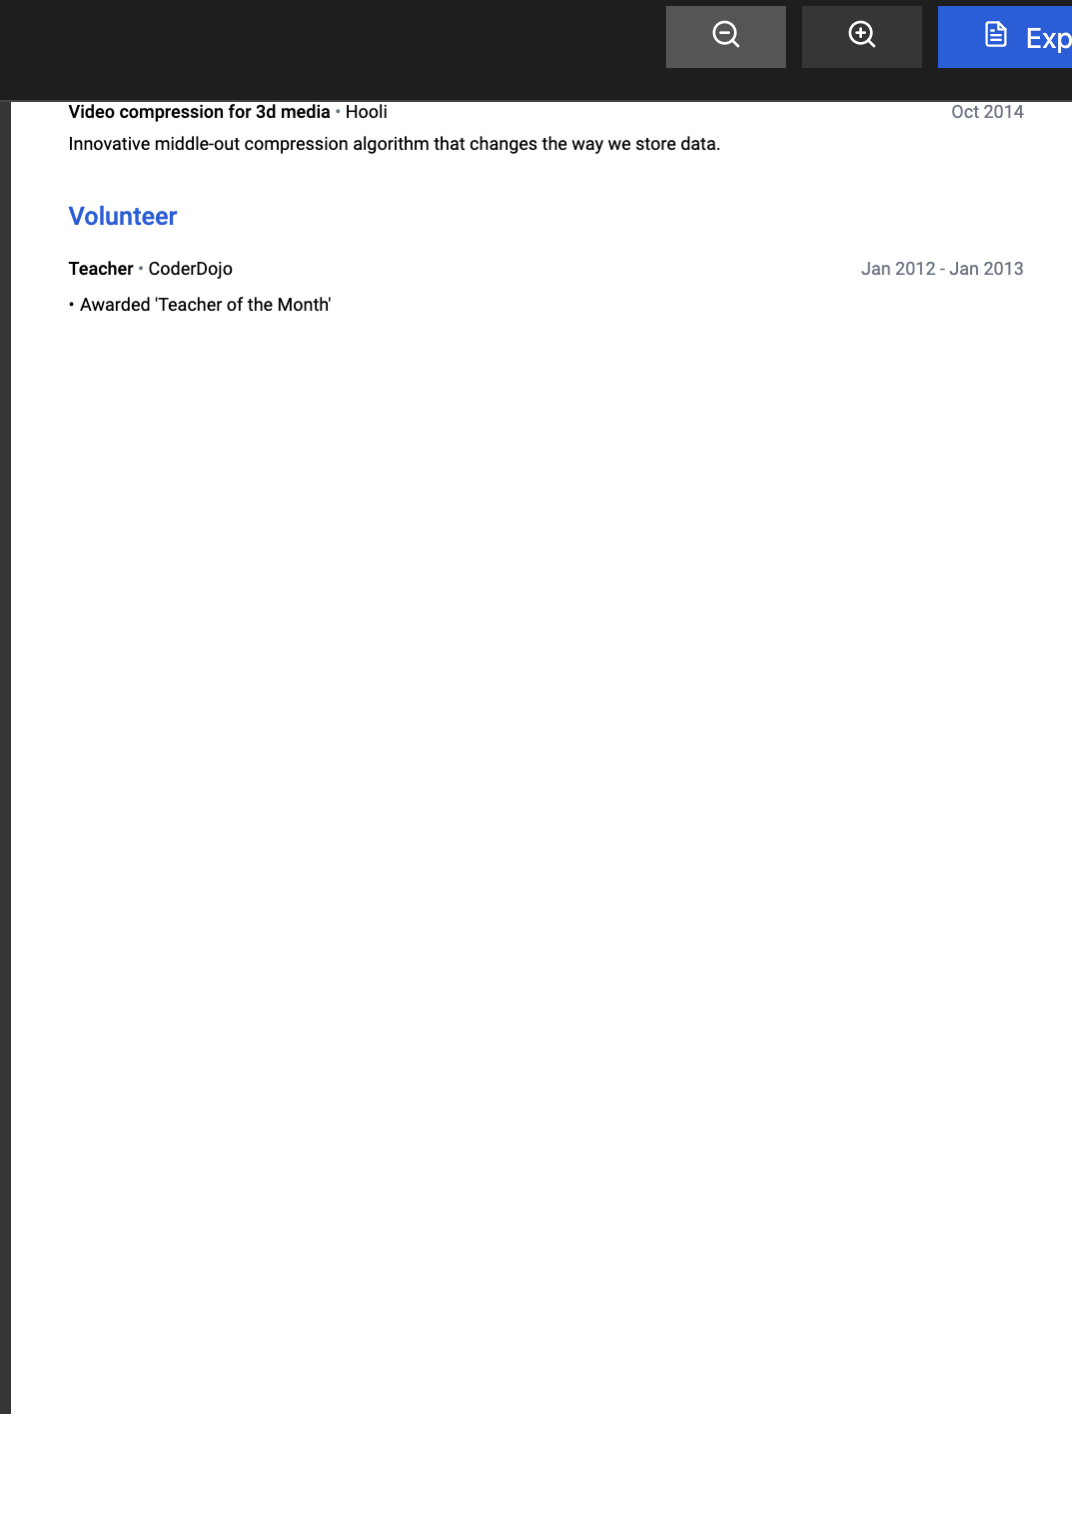 Exp
Video compression for 3d media • Hooli Oct 2014
Innovative middle-out compression algorithm that changes the way we store data.
Volunteer
Teacher • CoderDojo Jan 2012 - Jan 2013
• Awarded 'Teacher of the Month'